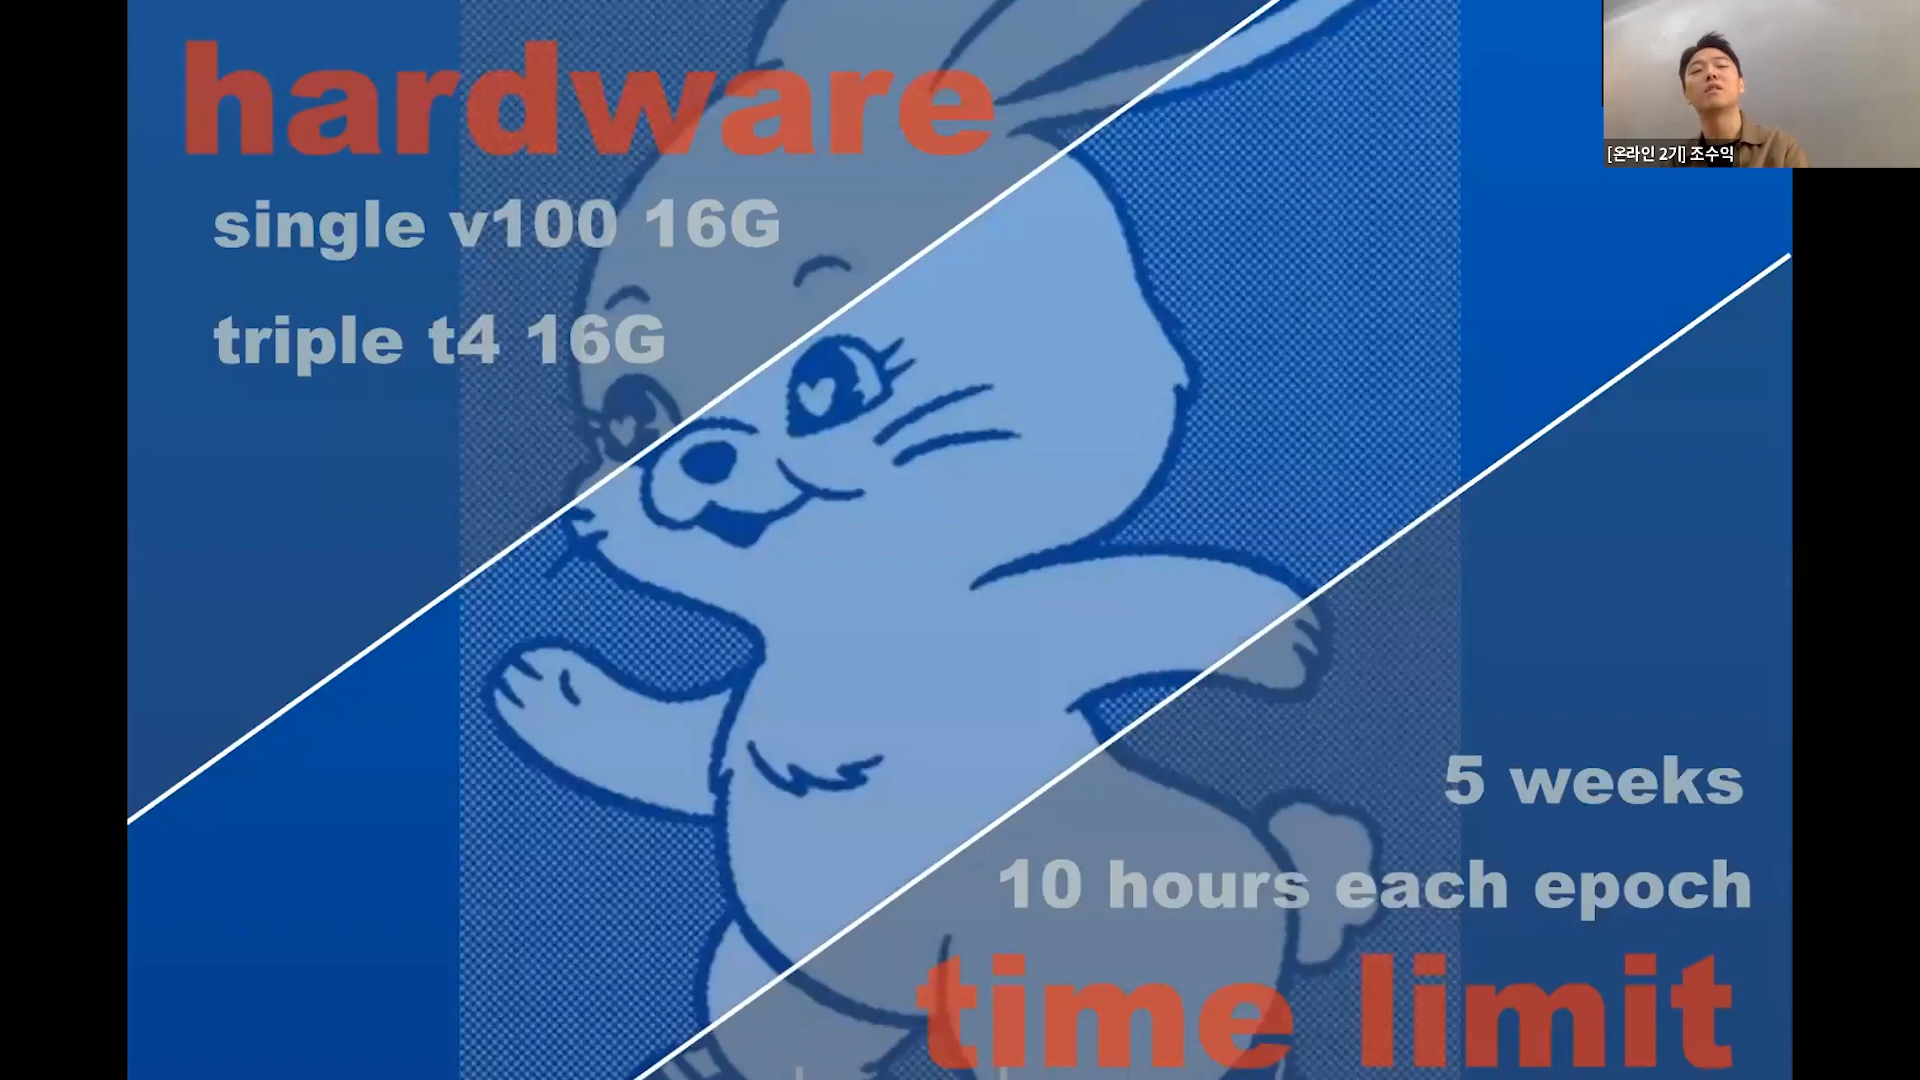 hardware
single v100 16G
triple t4 16G
[온라인 2기] 조수익
5 weeks
10 hours each epoch
time limit